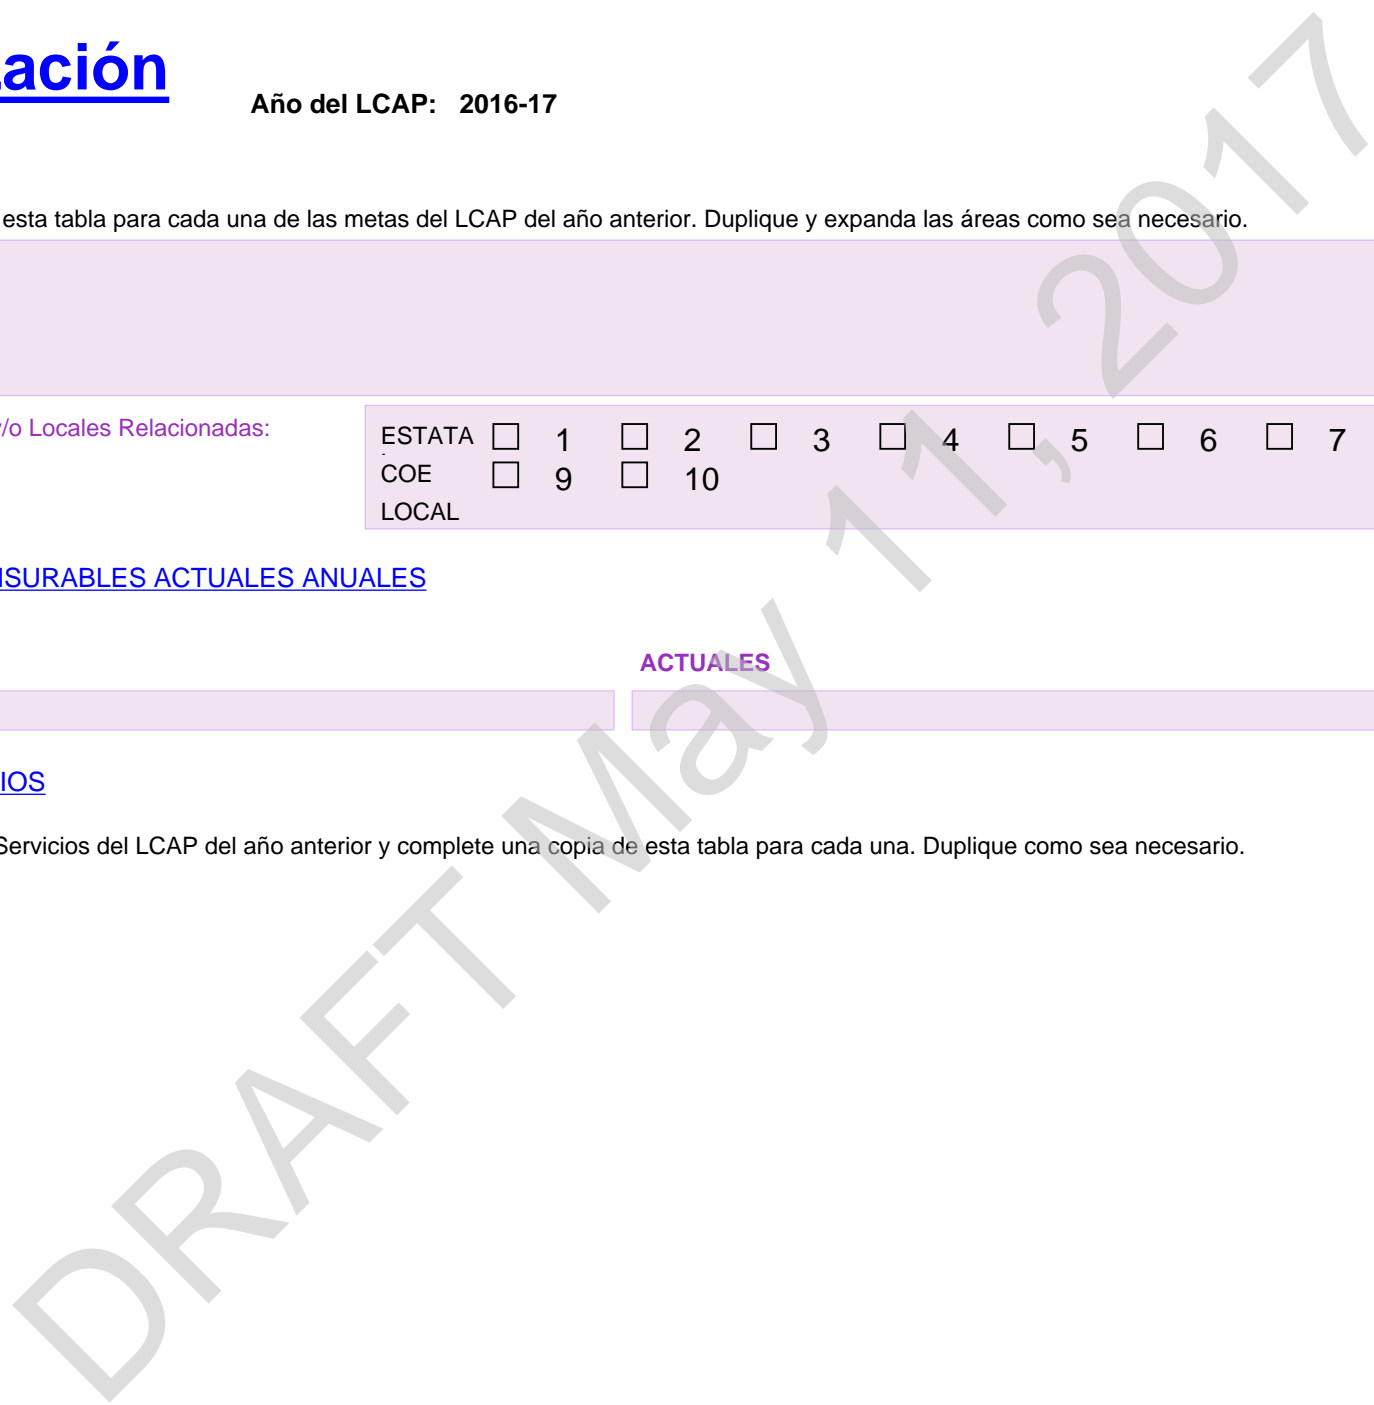 ación
Año del LCAP: 2016-17
esta tabla para cada una de las metas del LCAP del año anterior. Duplique y expanda las áreas como sea necesario.
y/o Locales Relacionadas:
ESTATA ☐ 1 ☐ 2 ☐ 3 ☐ 4 ☐ 5 ☐ 6 ☐ 7
COE ☐ 9 ☐ 10
LOCAL
NSURABLES ACTUALES ANUALES
ACTUALES
IOS
Servicios del LCAP del año anterior y complete una copia de esta tabla para cada una. Duplique como sea necesario.
DRAFT May 11, 2017